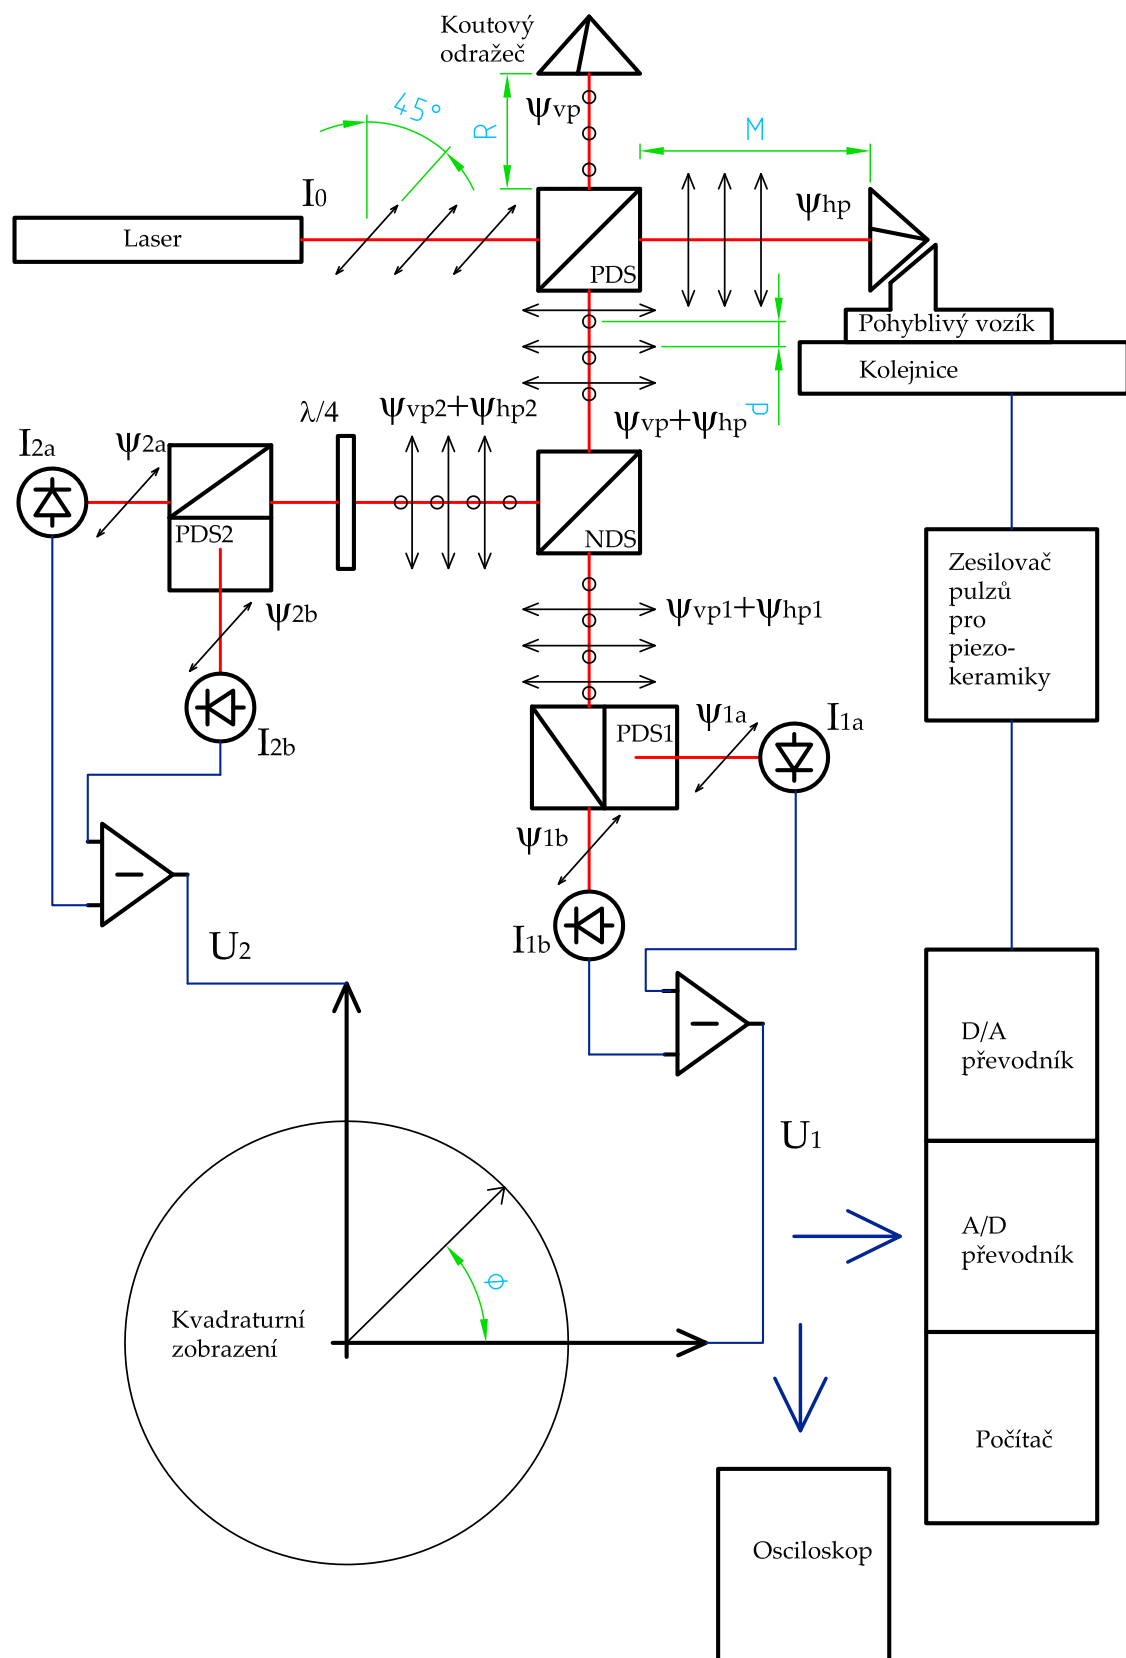 Koutový
odražeč
ψvp
45°
R
M
I0
ψhp
Laser
PDS
Pohyblivý vozík
Kolejnice
d
λ/4
ψvp2+ψhp2
ψvp+ψhp
I2a
ψ2a
PDS2
NDS
Zesilovač
pulzů
pro
piezo-
keramiky
ψ2b
ψvp1+ψhp1
I2b
PDS1
ψ1a
I1a
ψ1b
I1b
U2
D/A
převodník
U1
A/D
převodník
ϕ
Kvadraturní
zobrazení
Počítač
Osciloskop